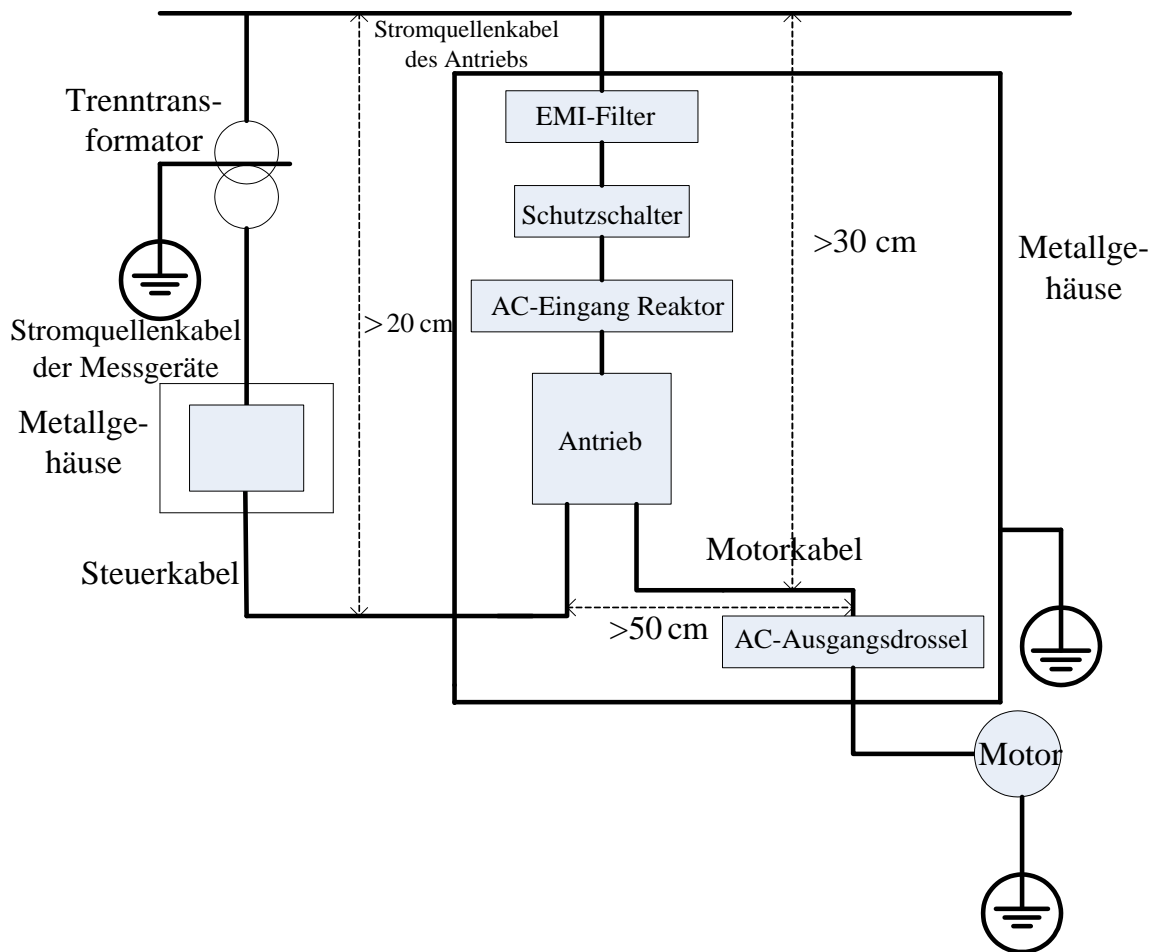 Stromquellenkabel
des Antriebs
Trenntrans-
formator
EMI-Filter
Schutzschalter
>30 cm
Metallge-
häuse
AC-Eingang Reaktor
>20 cm
Stromquellenkabel
der Messgeräte
Metallge-
häuse
Antrieb
Motorkabel
Steuerkabel
>50 cm
AC-Ausgangsdrossel
Motor